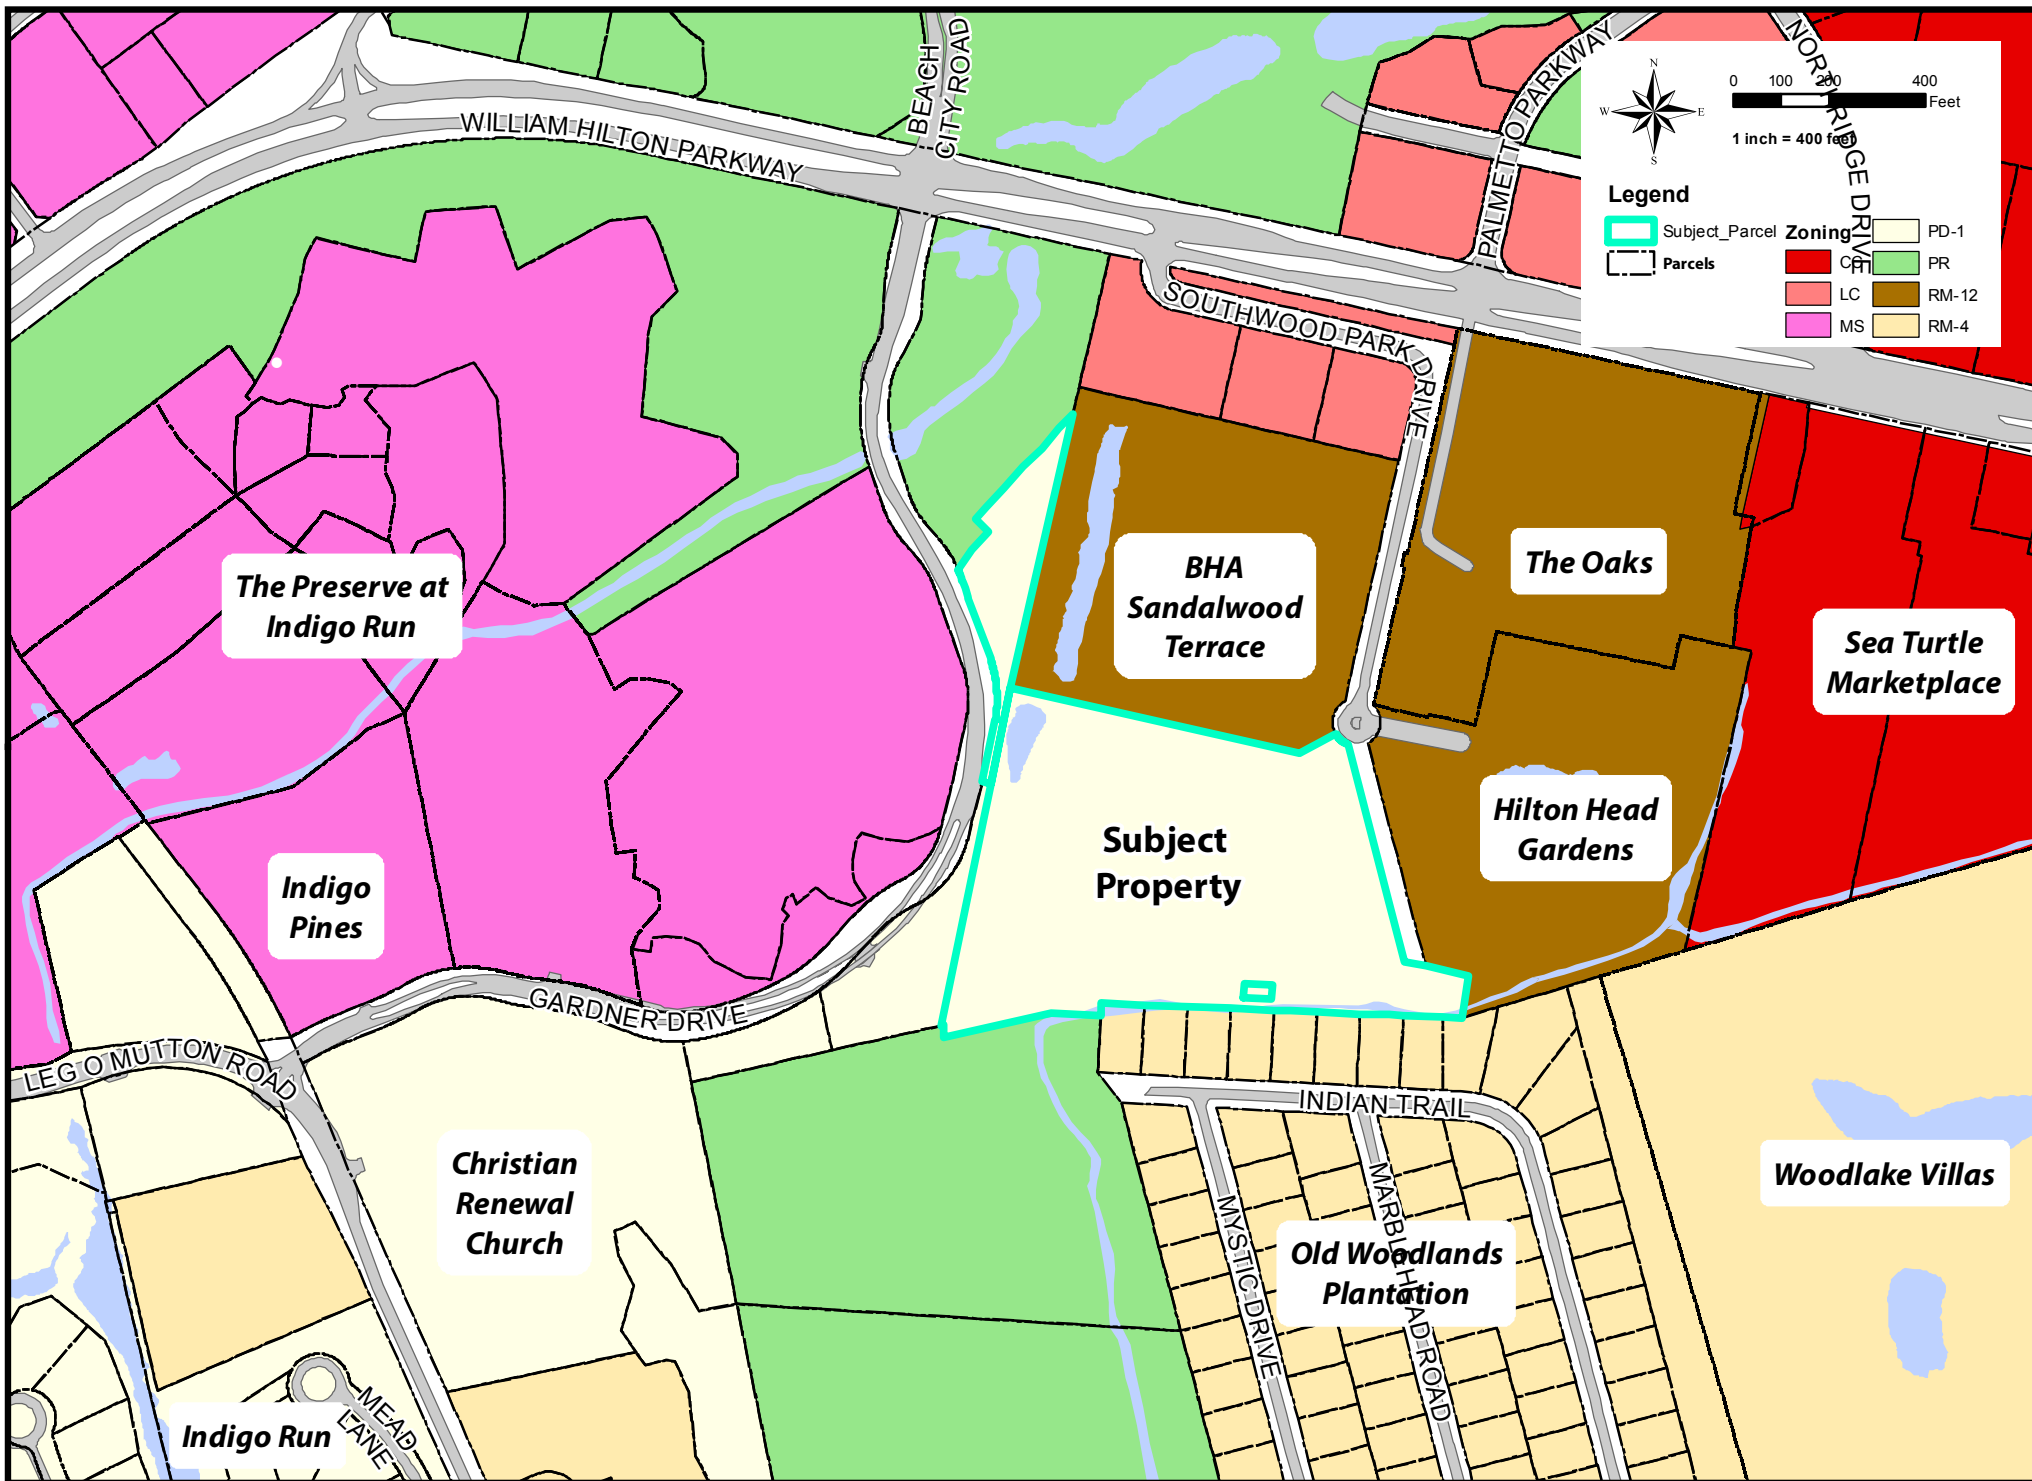 BEACH
CITY ROAD
WILLIAM HILTON PARKWAY
PALMETTO PARKWAY
NORTHRIDGE DRIVE
N
W E
S
0 100 200 400
Feet
1 inch = 400 feet
Legend
Subject_Parcel
Parcels
Zoning
CC
LC
MS
PD-1
PR
RM-12
RM-4
SOUTHWOOD PARK DRIVE
The Preserve at
Indigo Run
BHA
Sandalwood
Terrace
The Oaks
Sea Turtle
Marketplace
Hilton Head
Gardens
Subject
Property
Indigo
Pines
GARDNER DRIVE
LEG O MUTTON ROAD
INDIAN TRAIL
Christian
Renewal
Church
Woodlake Villas
MYSTIC DRIVE
MARBLEHEAD ROAD
Old Woodlands
Plantation
Indigo Run
MEAD
LANE